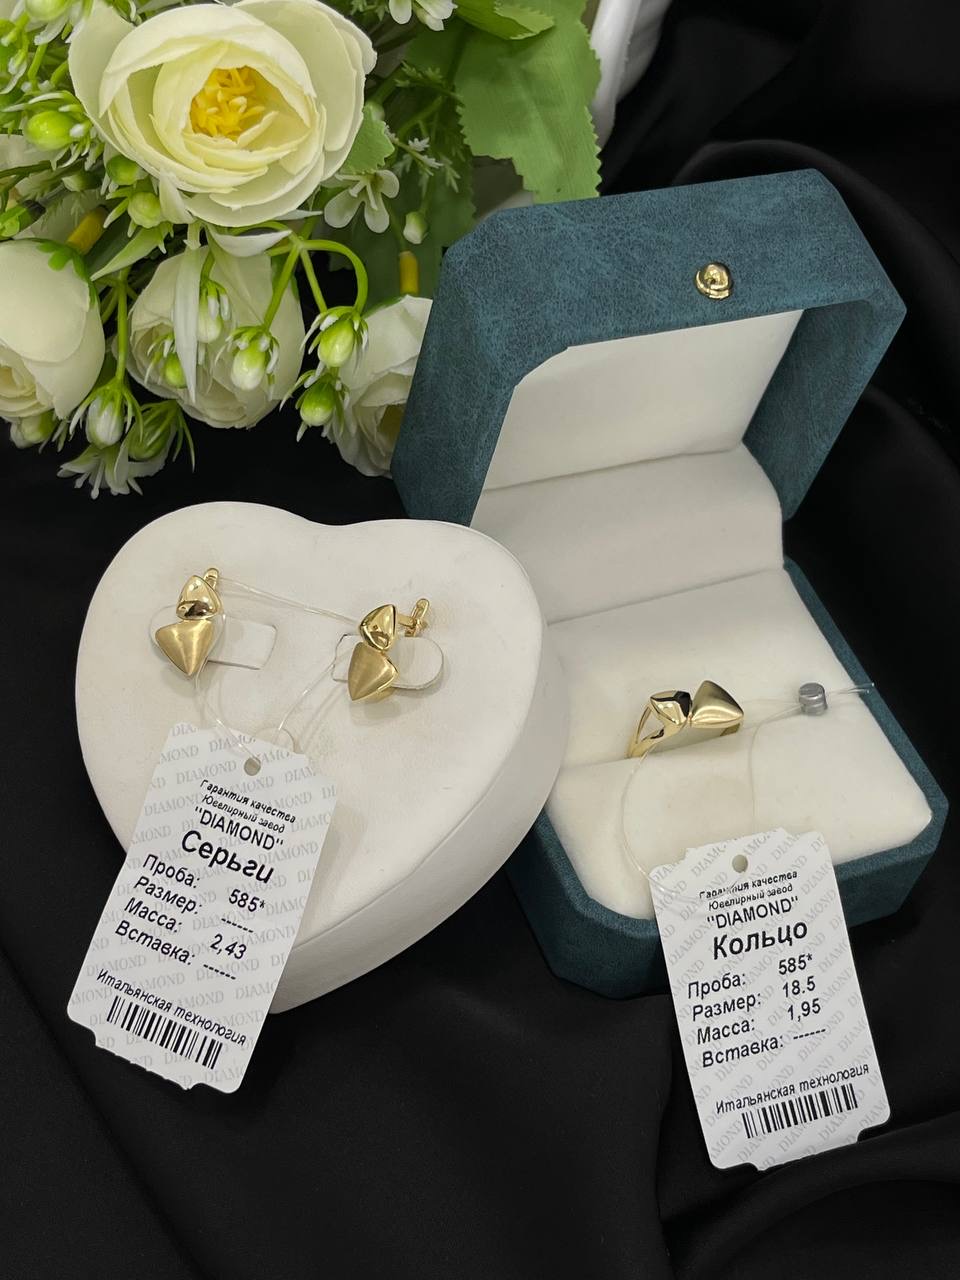 Гарантия качества
Ювелирный завод
"DIAMOND"
Серьги
Проба: 585*
Размер: ------
Масса: 2,43
Вставка: ------
Итальянская технология
Гарантия качества
Ювелирный завод
"DIAMOND"
Кольцо
Проба: 585*
Размер: 18.5
Масса: 1,95
Вставка: ------
Итальянская технология